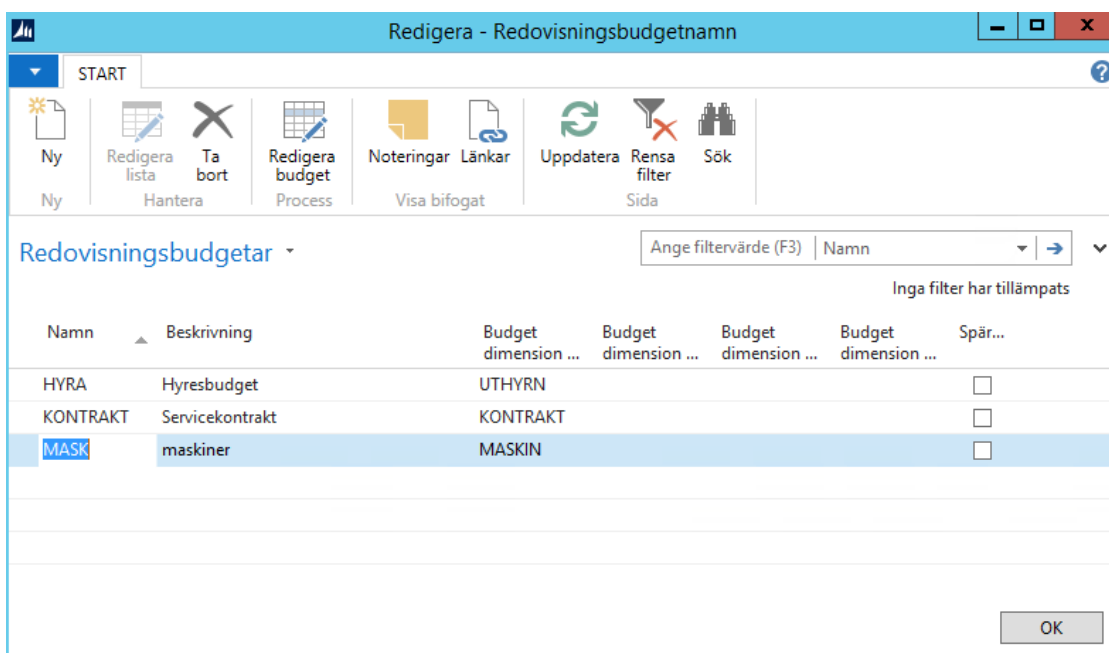 Redigera - Redovisningsbudgetnamn
START
Ny
Redigera lista
Ta bort
Redigera budget
Noteringar
Länkar
Uppdatera
Rensa filter
Sök
Ny
Hantera
Process
Visa bifogat
Sida
Redovisningsbudgetar
Ange filtervärde (F3) Namn
Inga filter har tillämpats
Namn Beskrivning Budget dimension ... Budget dimension ... Budget dimension ... Budget dimension ... Spär...
HYRA Hyresbudget UTHYRN
KONTRAKT Servicekontrakt KONTRAKT
MASK maskiner MASKIN
OK